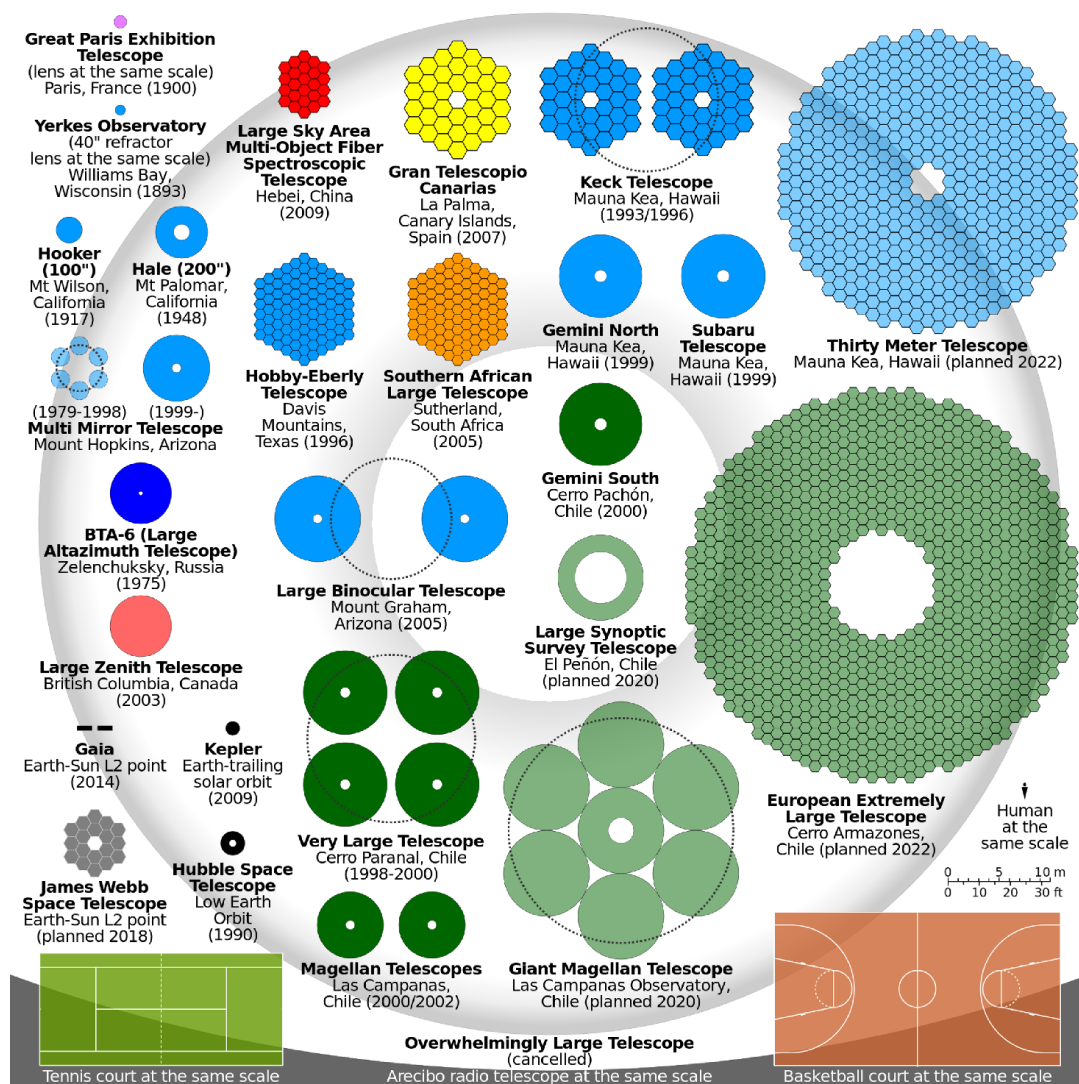 Great Paris Exhibition
Telescope
(lens at the same scale)
Paris, France (1900)
Yerkes Observatory
(40" refractor
lens at the same scale)
Williams Bay,
Wisconsin (1893)
Hooker
(100")
Mt Wilson,
California
(1917)
Hale (200")
Mt Palomar,
California
(1948)
(1979-1998)
(1999-)
Multi Mirror Telescope
Mount Hopkins, Arizona
BTA-6 (Large
Altazimuth Telescope)
Zelenchuksky, Russia
(1975)
Large Zenith Telescope
British Columbia, Canada
(2003)
Gaia
Earth-Sun L2 point
(2014)
Kepler
Earth-trailing
solar orbit
(2009)
James Webb
Space Telescope
Earth-Sun L2 point
(planned 2018)
Hubble Space
Telescope
Low Earth
Orbit
(1990)
Large Sky Area
Multi-Object Fiber
Spectroscopic
Telescope
Hebei, China
(2009)
Gran Telescopio
Canarias
La Palma,
Canary Islands,
Spain (2007)
Keck Telescope
Mauna Kea, Hawaii
(1993/1996)
Hobby-Eberly
Telescope
Davis
Mountains,
Texas (1996)
Southern African
Large Telescope
Sutherland,
South Africa
(2005)
Gemini North
Mauna Kea,
Hawaii (1999)
Subaru
Telescope
Mauna Kea,
Hawaii (1999)
Thirty Meter Telescope
Mauna Kea, Hawaii (planned 2022)
Gemini South
Cerro Pachón,
Chile (2000)
Large Binocular Telescope
Mount Graham,
Arizona (2005)
Large Synoptic
Survey Telescope
El Peñón, Chile
(planned 2020)
Very Large Telescope
Cerro Paranal, Chile
(1998-2000)
Magellan Telescopes
Las Campanas,
Chile (2000/2002)
Giant Magellan Telescope
Las Campanas Observatory,
Chile (planned 2020)
European Extremely
Large Telescope
Cerro Armazones,
Chile (planned 2022)
Human
at the
same scale
0 5 10 m
0 10 20 30 ft
Overwhelmingly Large Telescope
(cancelled)
Tennis court at the same scale
Arecibo radio telescope at the same scale
Basketball court at the same scale